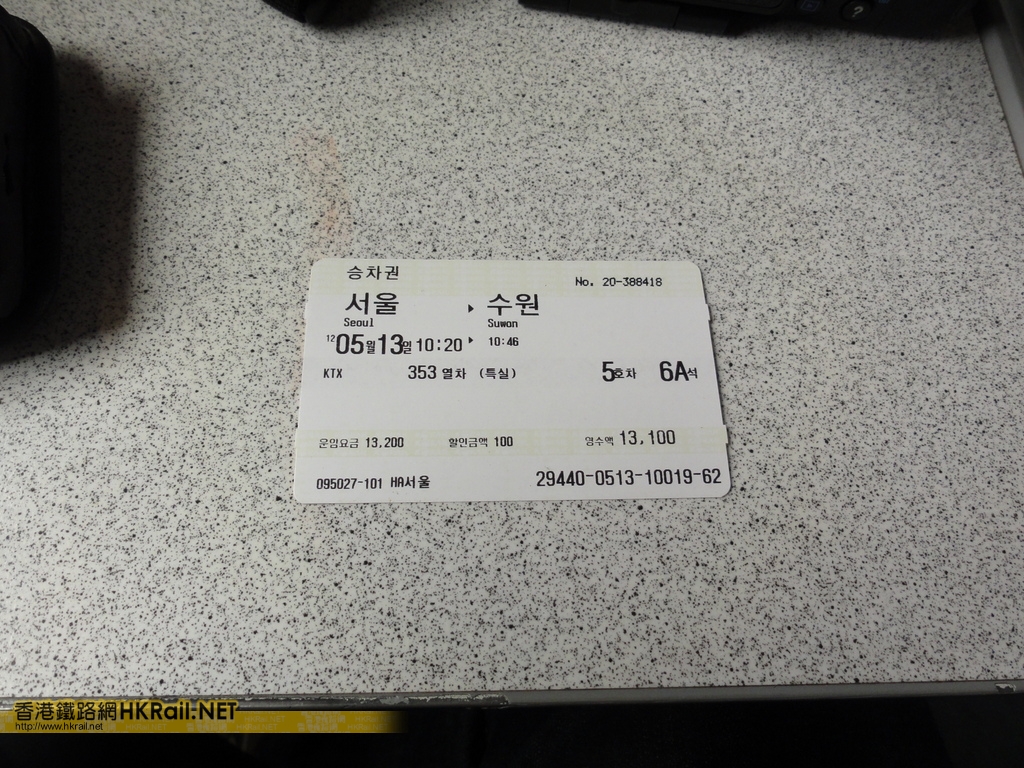 승차권
No. 20-388418
서울 ▸ 수원
Seoul Suwon
12 05월 13일 10:20 ▸ 10:46
KTX 353 열차 (특실) 5호차 6A석
운임요금 13,200 할인금액 100 영수액 13,100
095027-101 HA서울 29440-0513-10019-62
香港鐵路網HKRail.NET
http://www.hkrail.net